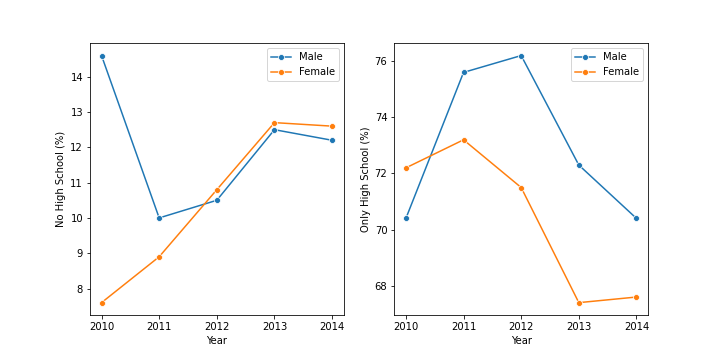 Male
Female
14
13
12
11
10
9
8
No High School (%)
2010 2011 2012 2013 2014
Year
Male
Female
76
74
72
70
68
Only High School (%)
2010 2011 2012 2013 2014
Year